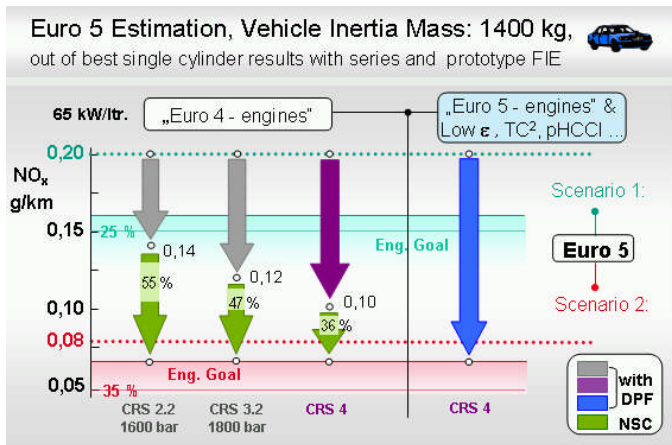 Euro 5 Estimation, Vehicle Inertia Mass: 1400 kg,
out of best single cylinder results with series and prototype FIE
65 kW/ltr.
„Euro 4 - engines"
„Euro 5 - engines" &
Low ε , TC², pHCCI ...
0,20
NOx
g/km
0,15
0,10
0,08
0,05
25 %
35 %
Eng. Goal
Eng. Goal
0,14
0,12
0,10
55 %
47 %
36 %
Scenario 1:
Euro 5
Scenario 2:
CRS 2.2
1600 bar
CRS 3.2
1800 bar
CRS 4
CRS 4
with
DPF
NSC